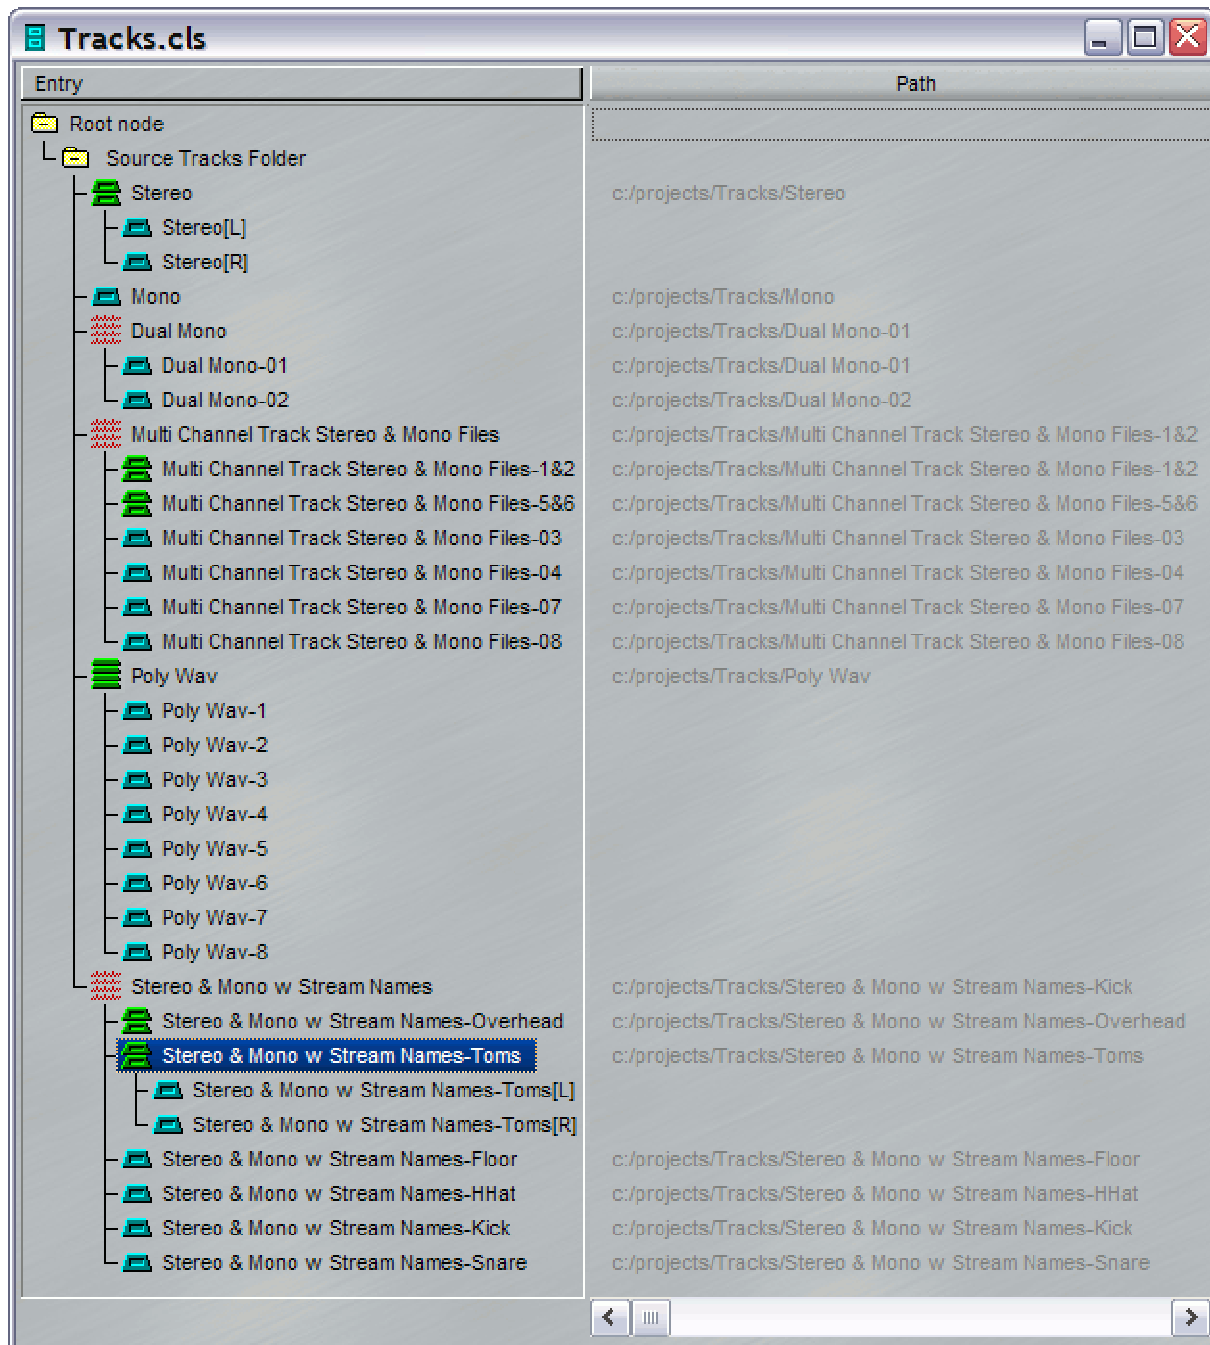 Tracks.cls
Entry Path
Root node
Source Tracks Folder
Stereo c:/projects/Tracks/Stereo
Stereo[L]
Stereo[R]
Mono c:/projects/Tracks/Mono
Dual Mono c:/projects/Tracks/Dual Mono-01
Dual Mono-01 c:/projects/Tracks/Dual Mono-01
Dual Mono-02 c:/projects/Tracks/Dual Mono-02
Multi Channel Track Stereo & Mono Files c:/projects/Tracks/Multi Channel Track Stereo & Mono Files-1&2
Multi Channel Track Stereo & Mono Files-1&2 c:/projects/Tracks/Multi Channel Track Stereo & Mono Files-1&2
Multi Channel Track Stereo & Mono Files-5&6 c:/projects/Tracks/Multi Channel Track Stereo & Mono Files-5&6
Multi Channel Track Stereo & Mono Files-03 c:/projects/Tracks/Multi Channel Track Stereo & Mono Files-03
Multi Channel Track Stereo & Mono Files-04 c:/projects/Tracks/Multi Channel Track Stereo & Mono Files-04
Multi Channel Track Stereo & Mono Files-07 c:/projects/Tracks/Multi Channel Track Stereo & Mono Files-07
Multi Channel Track Stereo & Mono Files-08 c:/projects/Tracks/Multi Channel Track Stereo & Mono Files-08
Poly Wav c:/projects/Tracks/Poly Wav
Poly Wav-1
Poly Wav-2
Poly Wav-3
Poly Wav-4
Poly Wav-5
Poly Wav-6
Poly Wav-7
Poly Wav-8
Stereo & Mono w Stream Names c:/projects/Tracks/Stereo & Mono w Stream Names-Kick
Stereo & Mono w Stream Names-Overhead c:/projects/Tracks/Stereo & Mono w Stream Names-Overhead
Stereo & Mono w Stream Names-Toms c:/projects/Tracks/Stereo & Mono w Stream Names-Toms
Stereo & Mono w Stream Names-Toms[L]
Stereo & Mono w Stream Names-Toms[R]
Stereo & Mono w Stream Names-Floor c:/projects/Tracks/Stereo & Mono w Stream Names-Floor
Stereo & Mono w Stream Names-HHat c:/projects/Tracks/Stereo & Mono w Stream Names-HHat
Stereo & Mono w Stream Names-Kick c:/projects/Tracks/Stereo & Mono w Stream Names-Kick
Stereo & Mono w Stream Names-Snare c:/projects/Tracks/Stereo & Mono w Stream Names-Snare